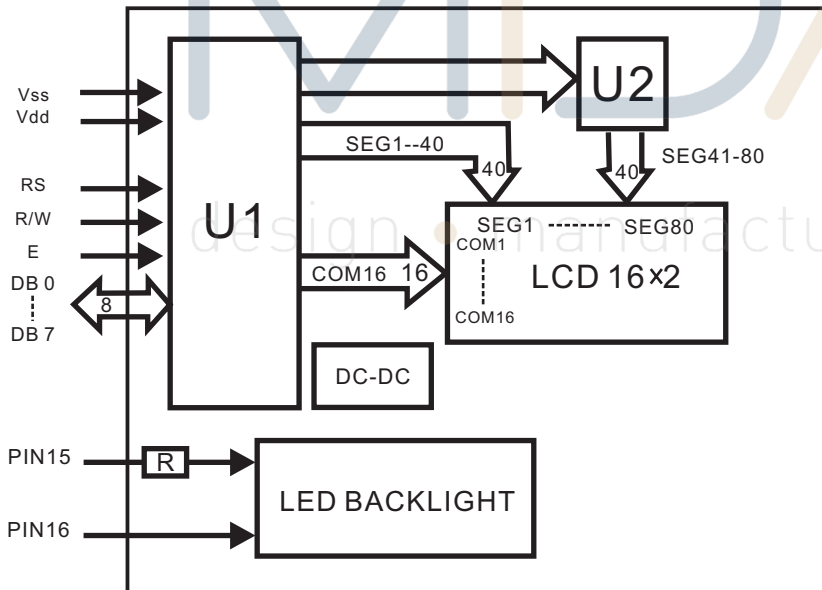 Vss
Vdd
RS
R/W
E
DB 0
DB 7
8
U1
U2
SEG1--40
40
40
SEG41-80
SEG1 SEG80
COM1
COM16
LCD 16×2
COM16 16
DC-DC
PIN15
R
PIN16
LED BACKLIGHT
design • manufactu